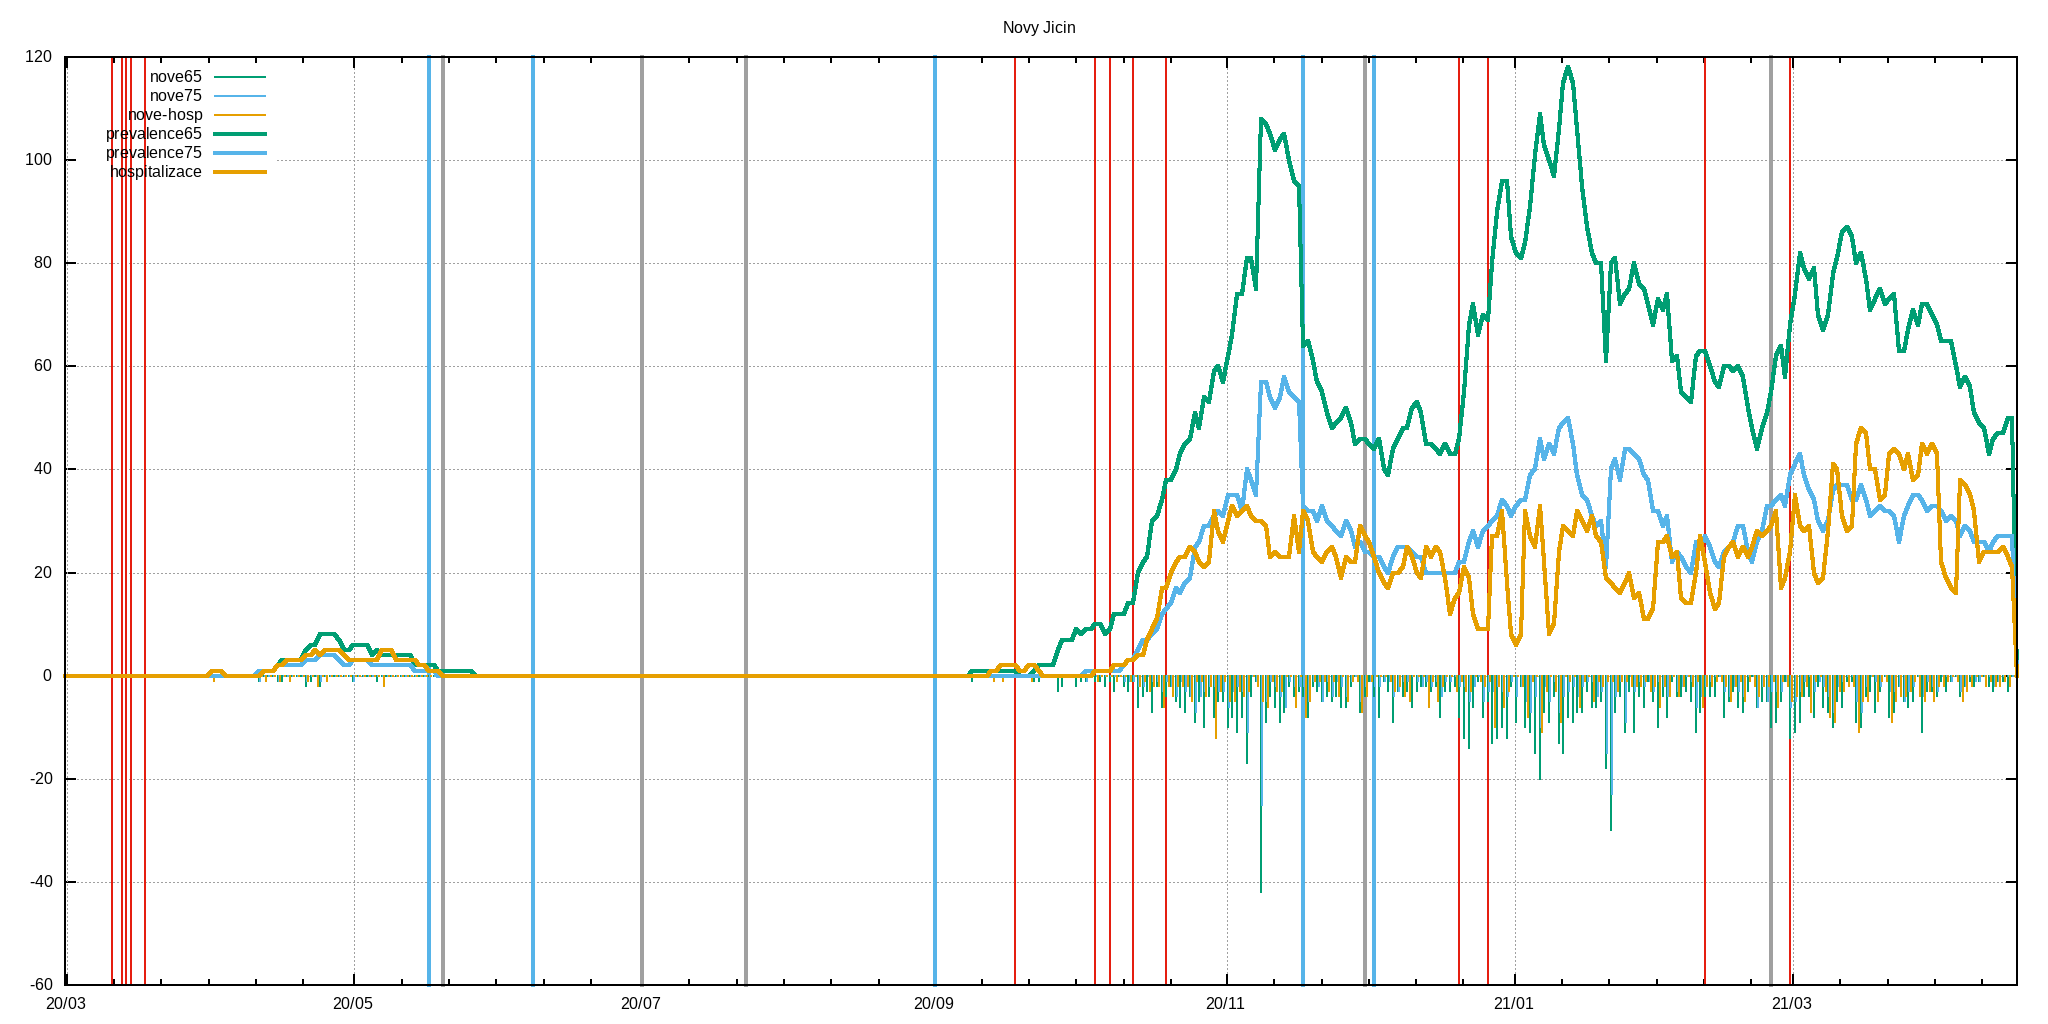 Novy Jicin
120
100
80
60
40
20
0
-20
-40
-60
nove65
nove75
nove-hosp
prevalence65
prevalence75
hospitalizace
20/03 20/05 20/07 20/09 20/11 21/01 21/03